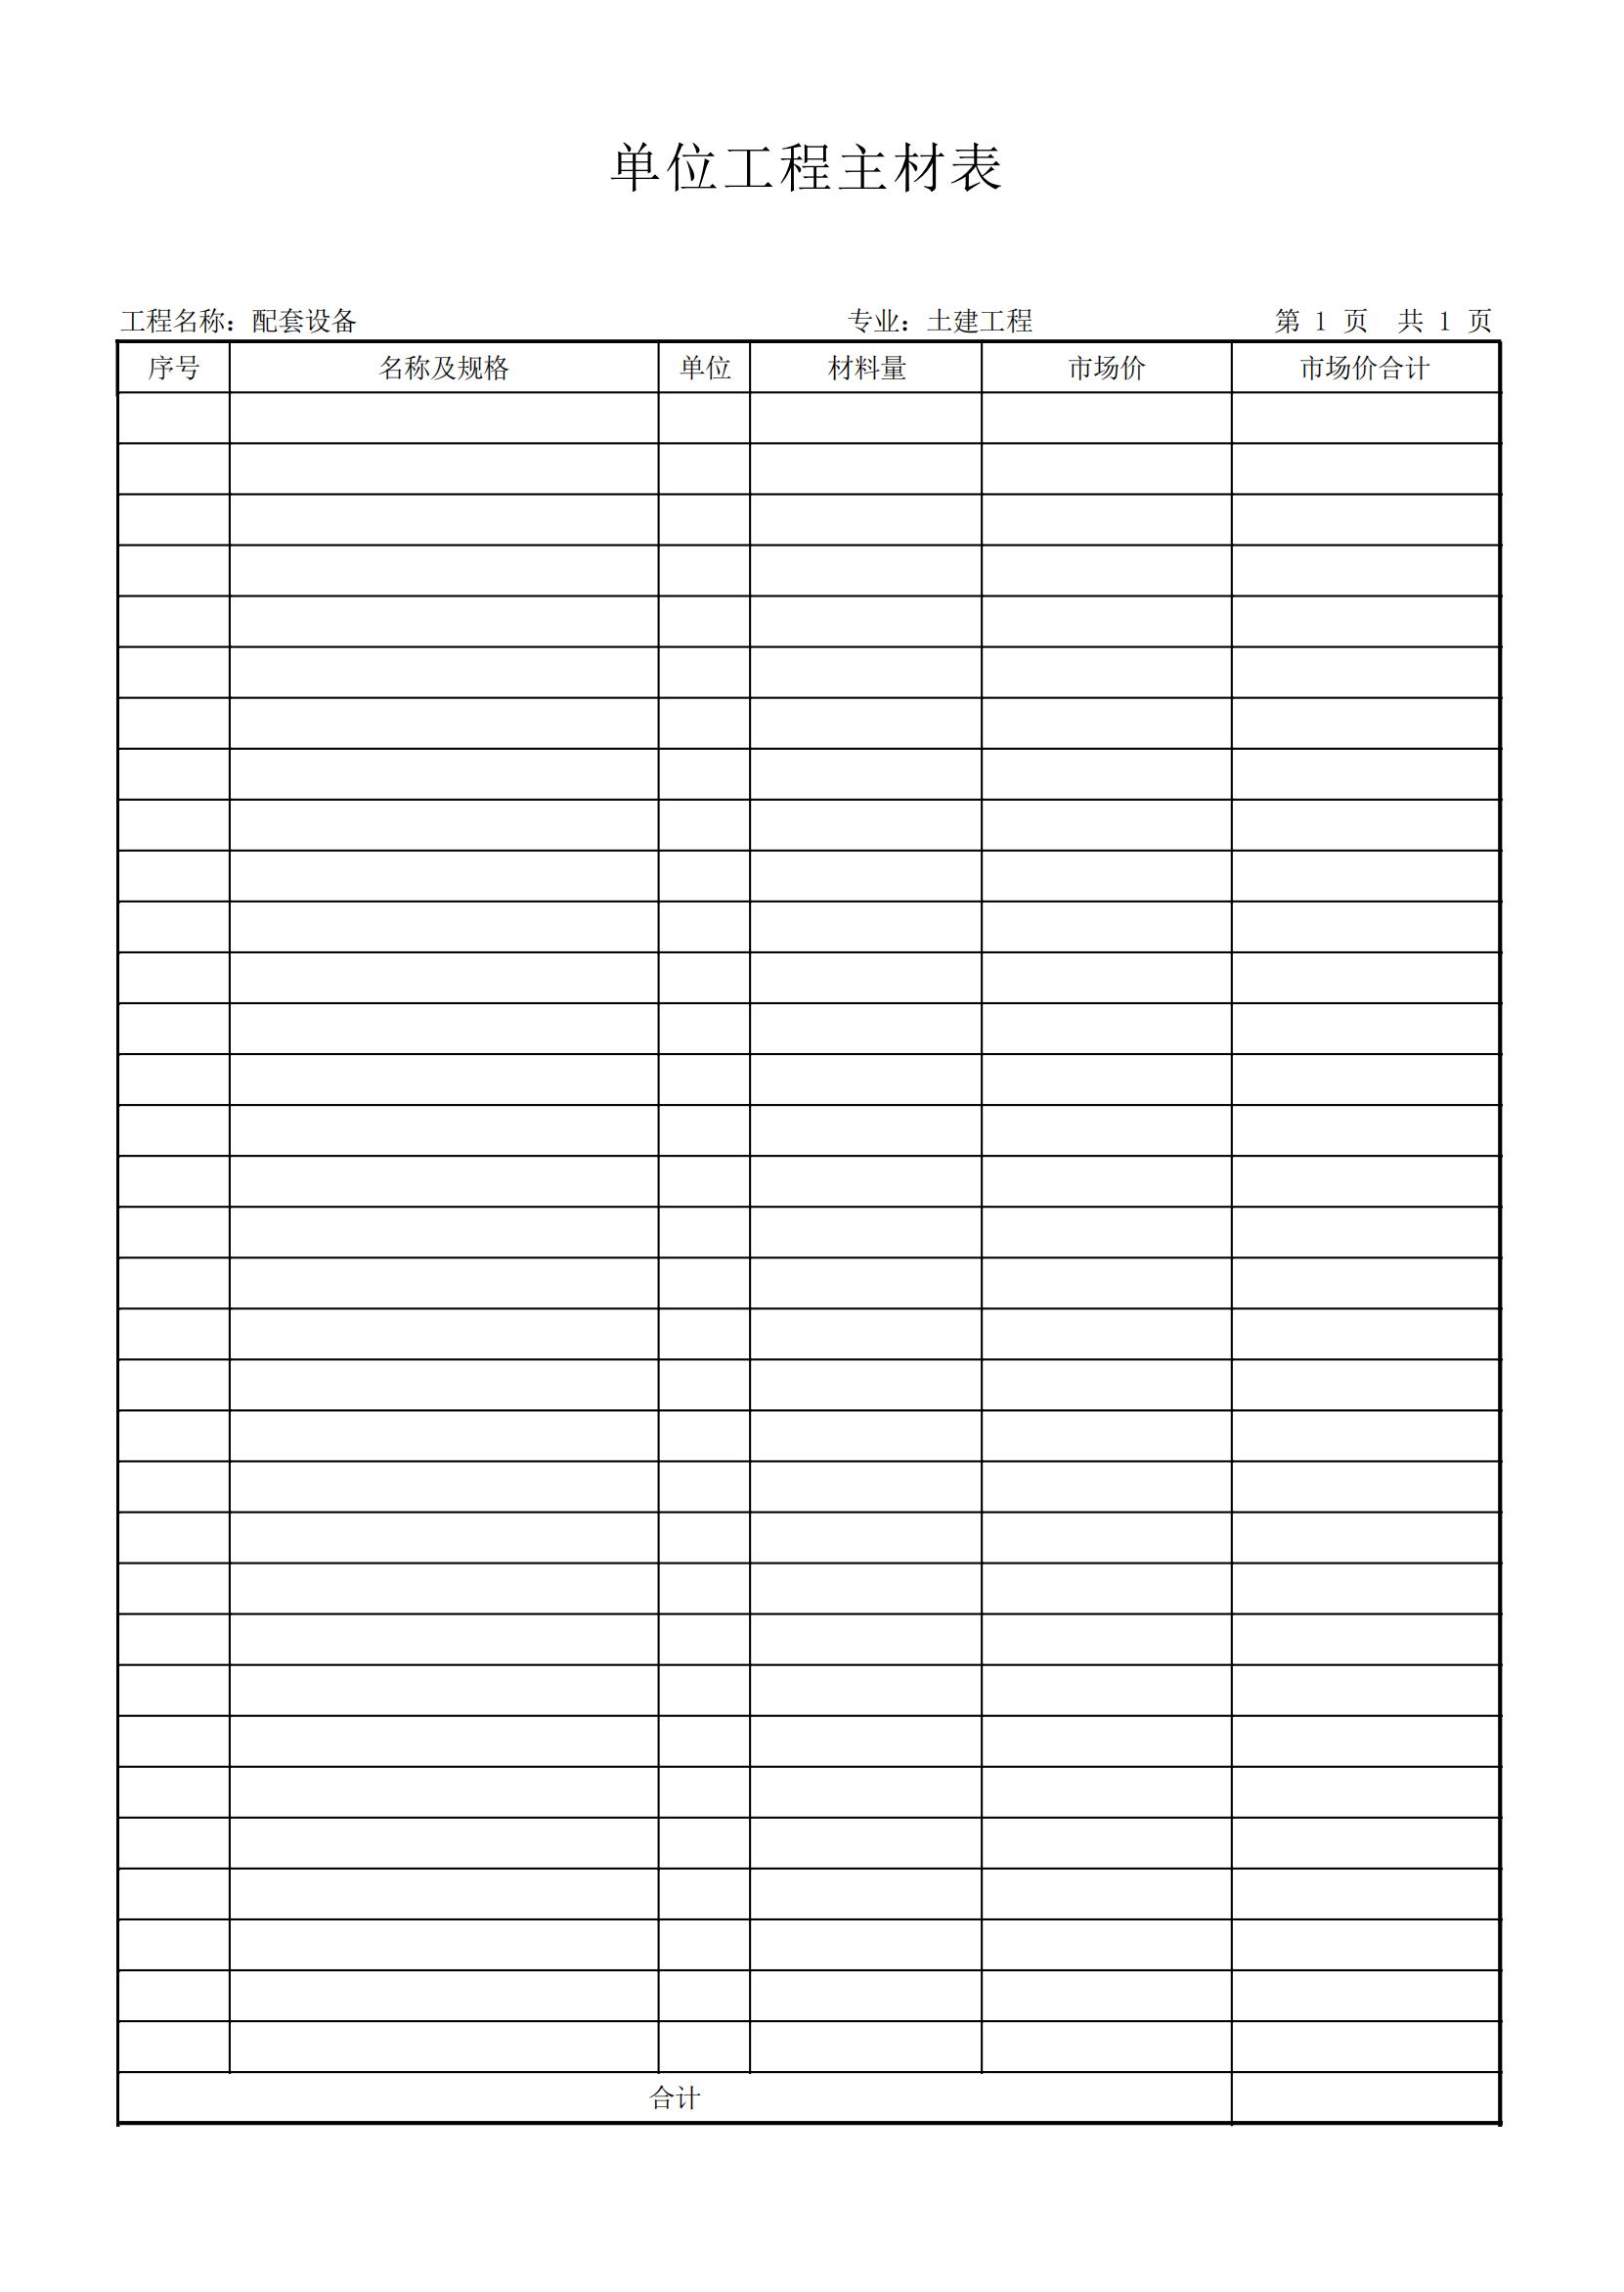 单位工程主材表
工程名称：配套设备 专业：土建工程 第 1 页 共 1 页
序号 名称及规格 单位 材料量 市场价 市场价合计
合计